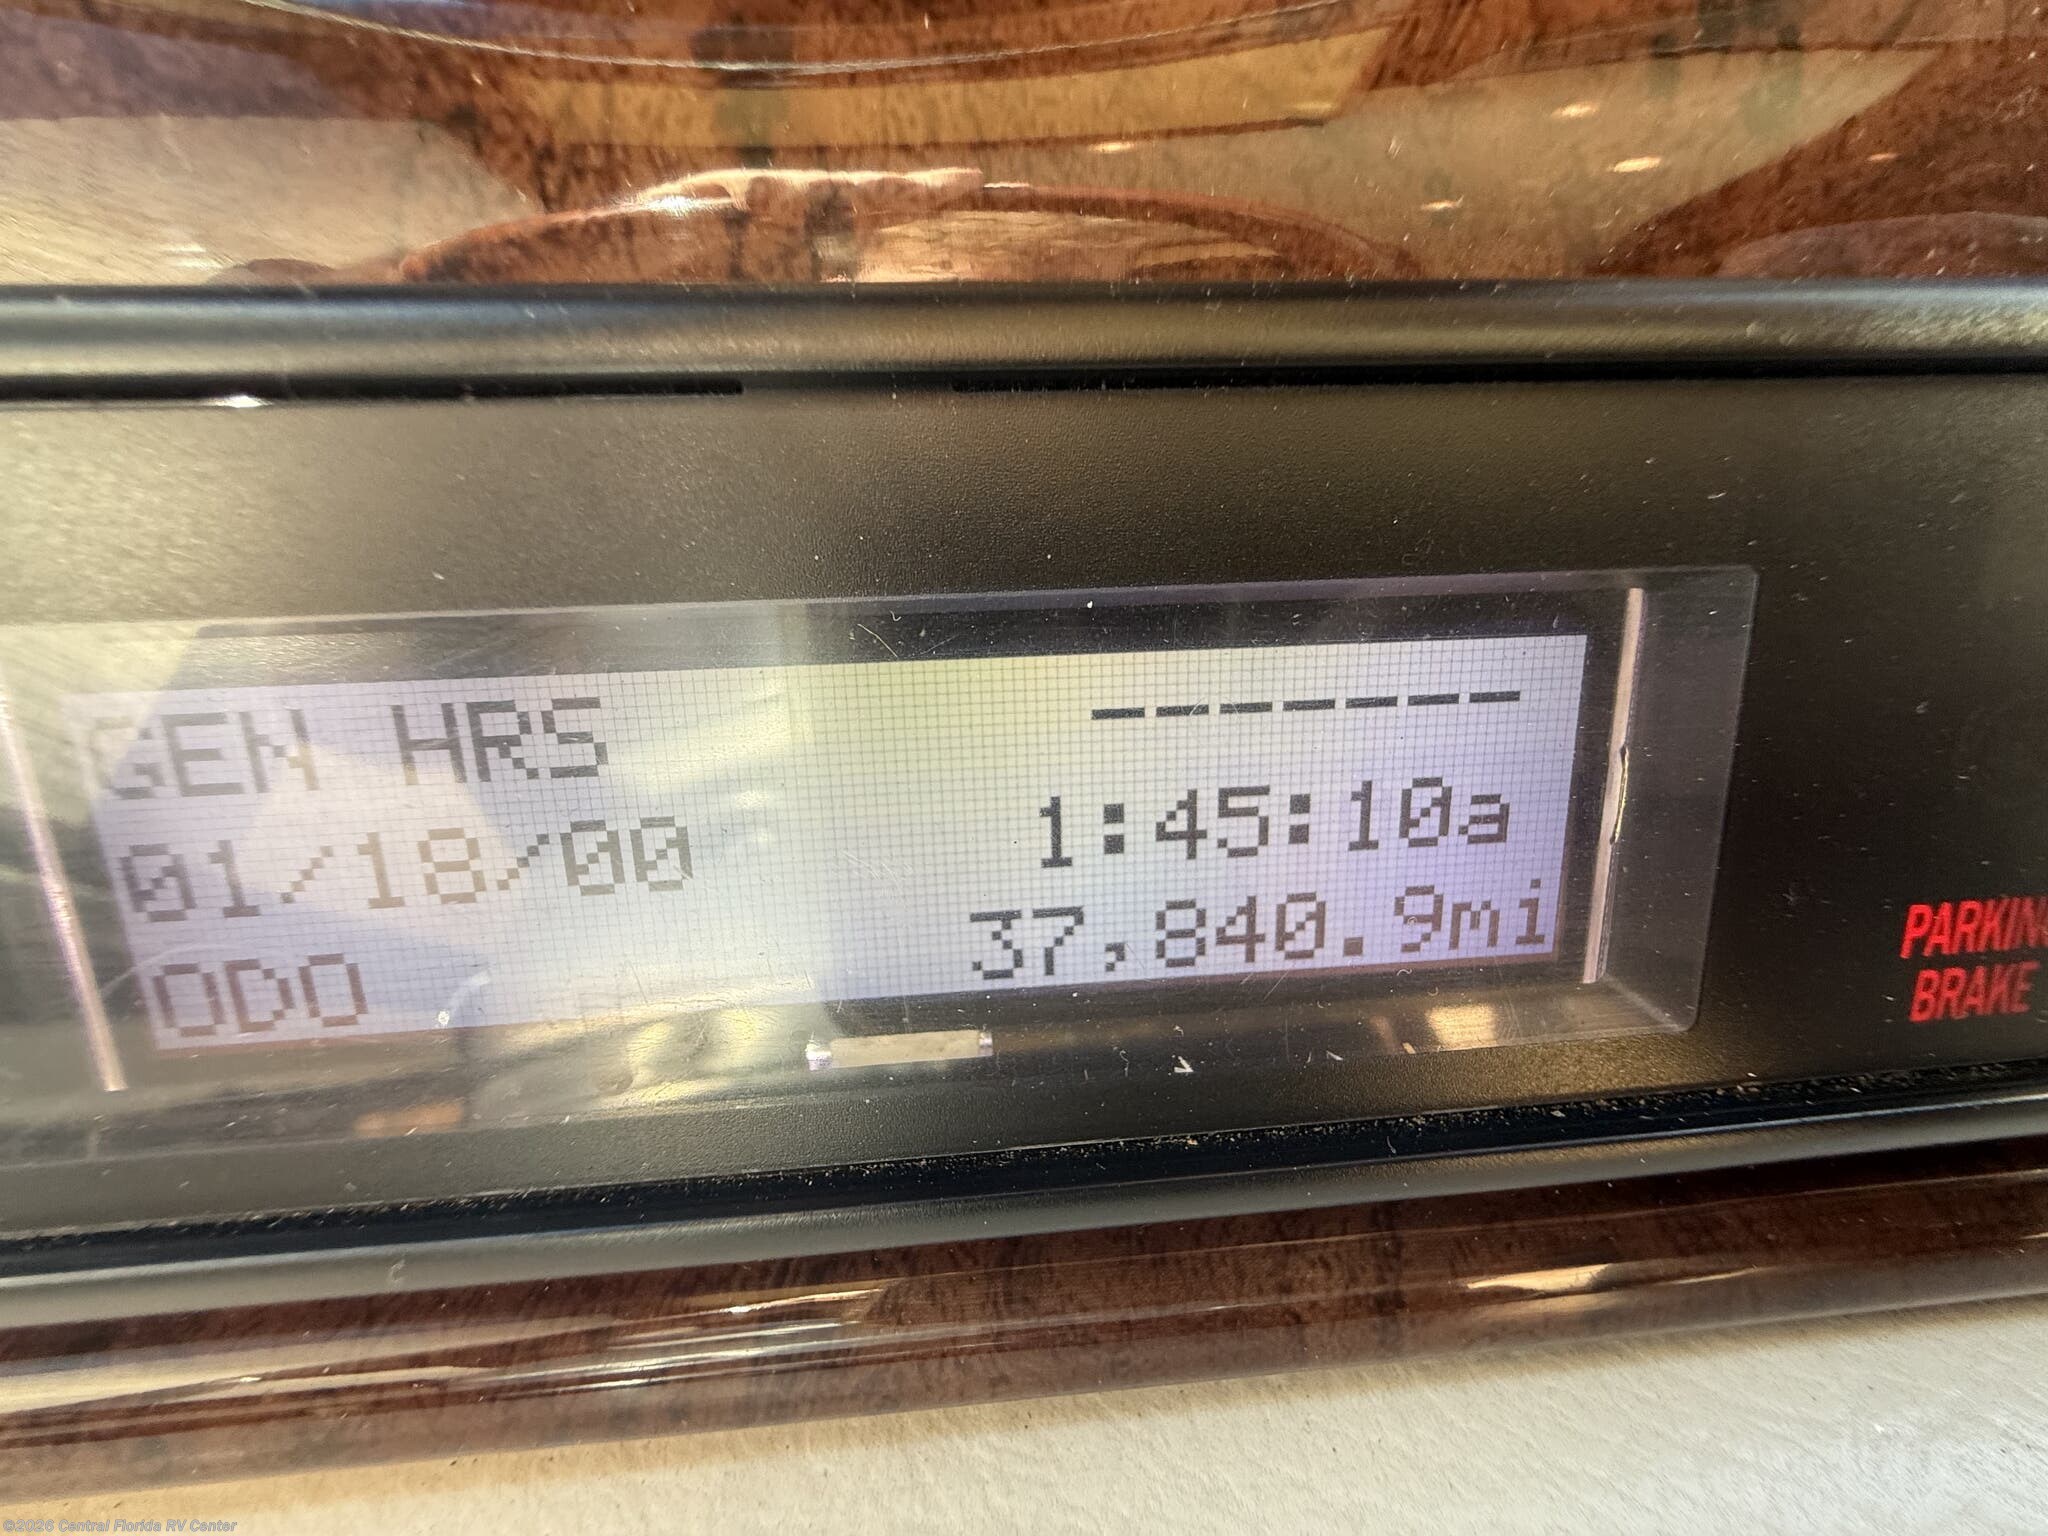 GEN HRS -------
01/18/00 1:45:10a
ODO 37,840.9mi
PARKING
BRAKE
©2026 Central Florida RV Center